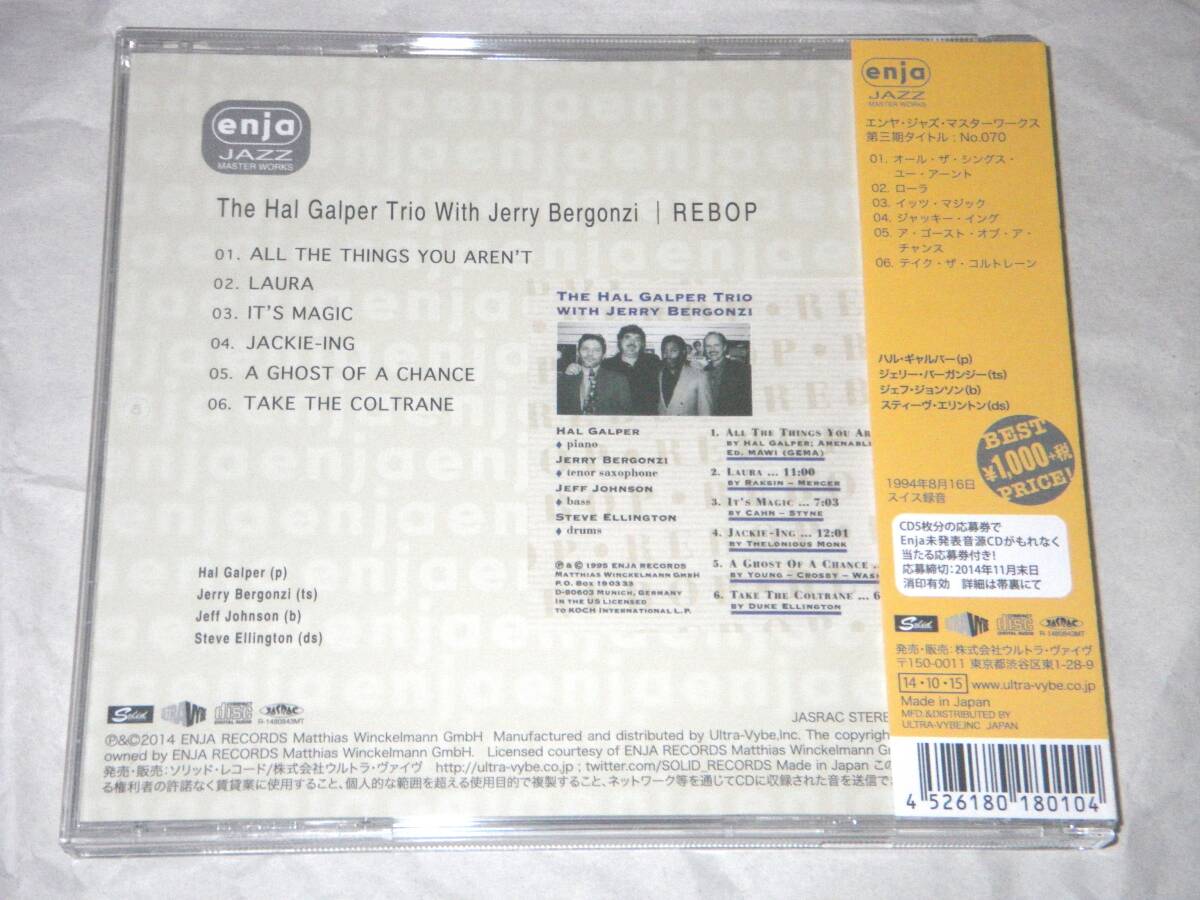 enja
JAZZ
MASTER WORKS
The Hal Galper Trio With Jerry Bergonzi | REBOP
01. ALL THE THINGS YOU AREN'T
02. LAURA
03. IT'S MAGIC
04. JACKIE-ING
05. A GHOST OF A CHANCE
06. TAKE THE COLTRANE
Hal Galper (p)
Jerry Bergonzi (ts)
Jeff Johnson (b)
Steve Ellington (ds)
THE HAL GALPER TRIO
WITH JERRY BERGONZI
HAL GALPER
♦ piano
JERRY BERGONZI
♦ tenor saxophone
JEFF JOHNSON
♦ bass
STEVE ELLINGTON
♦ drums
℗ & © 1995 ENJA RECORDS
MATTHIAS WINCKELMANN GMBH
P.O. BOX 190333
D-80603 MUNICH, GERMANY
IN THE US LICENSED
TO KOCH INTERNATIONAL L.P.
1. ALL THE THINGS YOU AR
BY HAL GALPER; AMENABL
ED. MAWI (GEMA)
2. LAURA ... 11:00
BY RAKSIN – MERCER
3. IT'S MAGIC ... 7:03
BY CAHN – STYNE
4. JACKIE-ING ... 12:01
BY THELONIOUS MONK
5. A GHOST OF A CHANCE ..
BY YOUNG – CROSBY – WAS
6. TAKE THE COLTRANE ... 6
BY DUKE ELLINGTON
Solid
ULTRA VYBE
COMPACT disc DIGITAL AUDIO
JASRAC
R-1480843MT
JASRAC STERE
℗&©2014 ENJA RECORDS Matthias Winckelmann GmbH Manufactured and distributed by Ultra-Vybe,Inc. The copyright
owned by ENJA RECORDS Matthias Winckelmann GmbH. Licensed courtesy of ENJA RECORDS Matthias Winckelmann G
発売・販売:ソリッド・レコード/株式会社ウルトラ・ヴァイヴ http://ultra-vybe.co.jp ; twitter.com/SOLID_RECORDS Made in Japan この
る権利者の許諾なく賃貸業に使用すること、個人的な範囲を超える使用目的で複製すること、ネットワーク等を通じてCDに収録された音を送信でき
enja
JAZZ
MASTER WORKS
エンヤ・ジャズ・マスターワークス
第三期タイトル : No.070
01. オール・ザ・シングス・
ユー・アーント
02. ローラ
03. イッツ・マジック
04. ジャッキー・イング
05. ア・ゴースト・オブ・ア・
チャンス
06. テイク・ザ・コルトレーン
ハル・ギャルパー(p)
ジェリー・バーガンジー(ts)
ジェフ・ジョンソン(b)
スティーヴ・エリントン(ds)
BEST
¥1,000+税
PRICE!
1994年8月16日
スイス録音
CD5枚分の応募券で
Enja未発表音源CDがもれなく
当たる応募券付き!
応募締切:2014年11月末日
消印有効 詳細は帯裏にて
Solid
ULTRA VYBE
COMPACT disc DIGITAL AUDIO
JASRAC
R-1480843MT
発売・販売:株式会社ウルトラ・ヴァイヴ
〒150-0011 東京都渋谷区東1-28-9
14・10・15 www.ultra-vybe.co.jp
Made in Japan
MFD.&DISTRIBUTED BY
ULTRA-VYBE,INC JAPAN
4 526180 180104